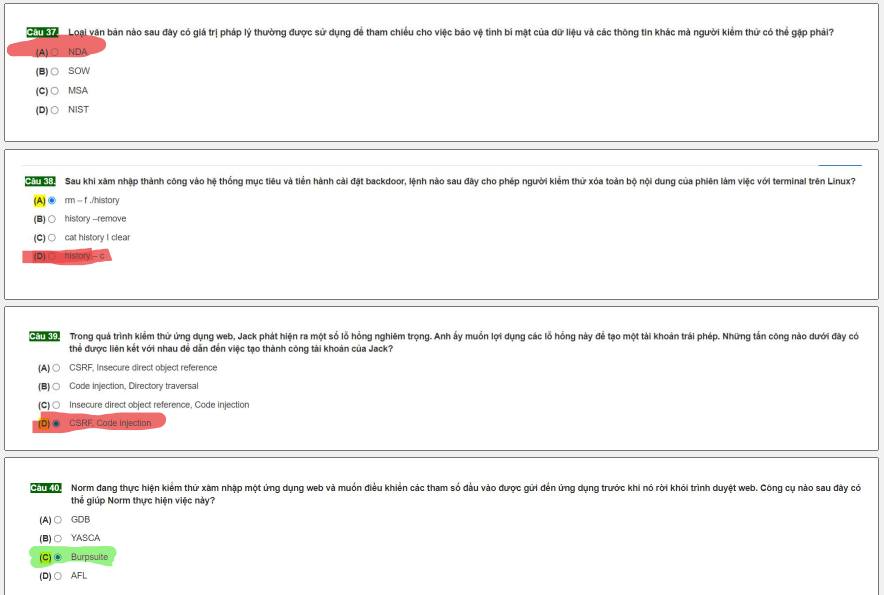 Câu 37. Loại văn bản nào sau đây có giá trị pháp lý thường được sử dụng để tham chiếu cho việc bảo vệ tính bí mật của dữ liệu và các thông tin khác mà người kiểm thử có thể gặp phải?
(A) NDA
(B) SOW
(C) MSA
(D) NIST
Câu 38. Sau khi xâm nhập thành công vào hệ thống mục tiêu và tiến hành cài đặt backdoor, lệnh nào sau đây cho phép người kiểm thử xóa toàn bộ nội dung của phiên làm việc với terminal trên Linux?
(A) rm – f ./history
(B) history –remove
(C) cat history I clear
(D) history – c
Câu 39. Trong quá trình kiểm thử ứng dụng web, Jack phát hiện ra một số lỗ hổng nghiêm trọng. Anh ấy muốn lợi dụng các lỗ hổng này để tạo một tài khoản trái phép. Những tấn công nào dưới đây có
thể được liên kết với nhau để dẫn đến việc tạo thành công tài khoản của Jack?
(A) CSRF, Insecure direct object reference
(B) Code injection, Directory traversal
(C) Insecure direct object reference, Code injection
(D) CSRF, Code injection
Câu 40. Norm đang thực hiện kiểm thử xâm nhập một ứng dụng web và muốn điều khiển các tham số đầu vào được gửi đến ứng dụng trước khi nó rời khỏi trình duyệt web. Công cụ nào sau đây có
thể giúp Norm thực hiện việc này?
(A) GDB
(B) YASCA
(C) Burpsuite
(D) AFL